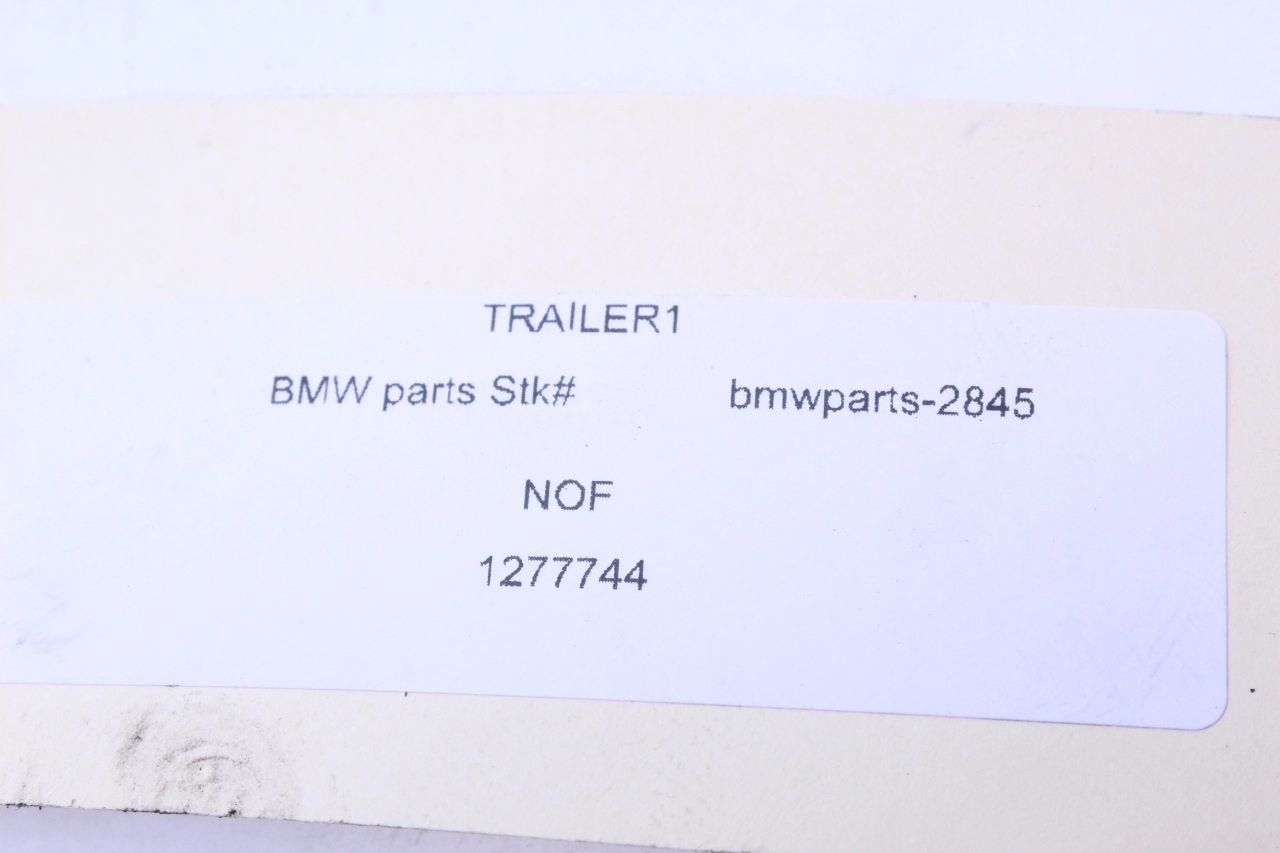 TRAILER1
BMW parts Stk# bmwparts-2845
NOF
1277744